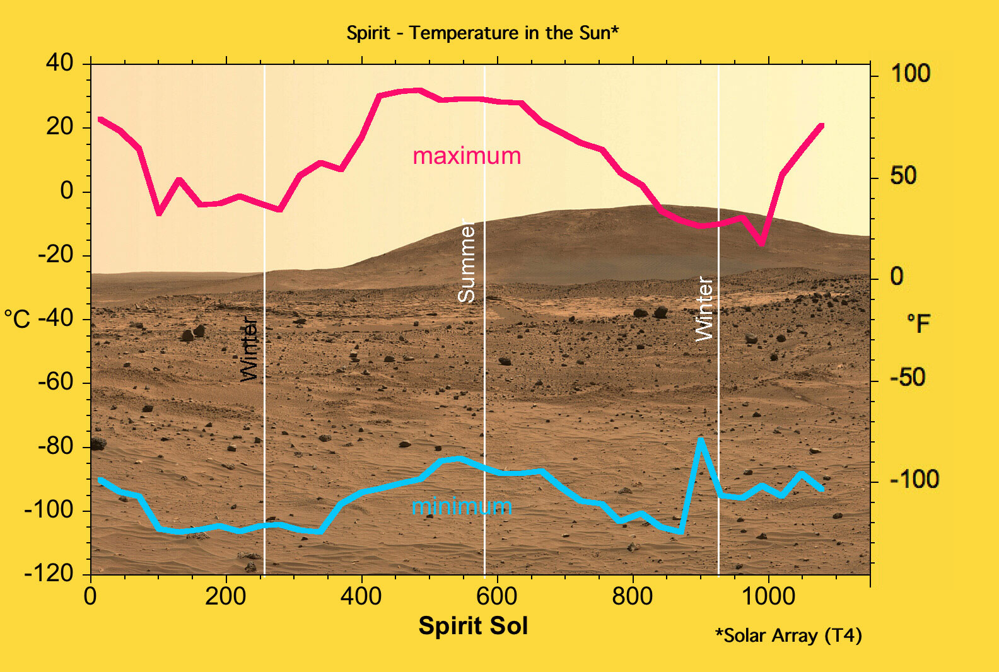 Spirit - Temperature in the Sun*
40
20
0
-20
-40
-60
-80
-100
-120
°C
100
50
0
-50
-100
°F
maximum
minimum
Winter
Summer
Winter
0 200 400 600 800 1000
Spirit Sol
*Solar Array (T4)